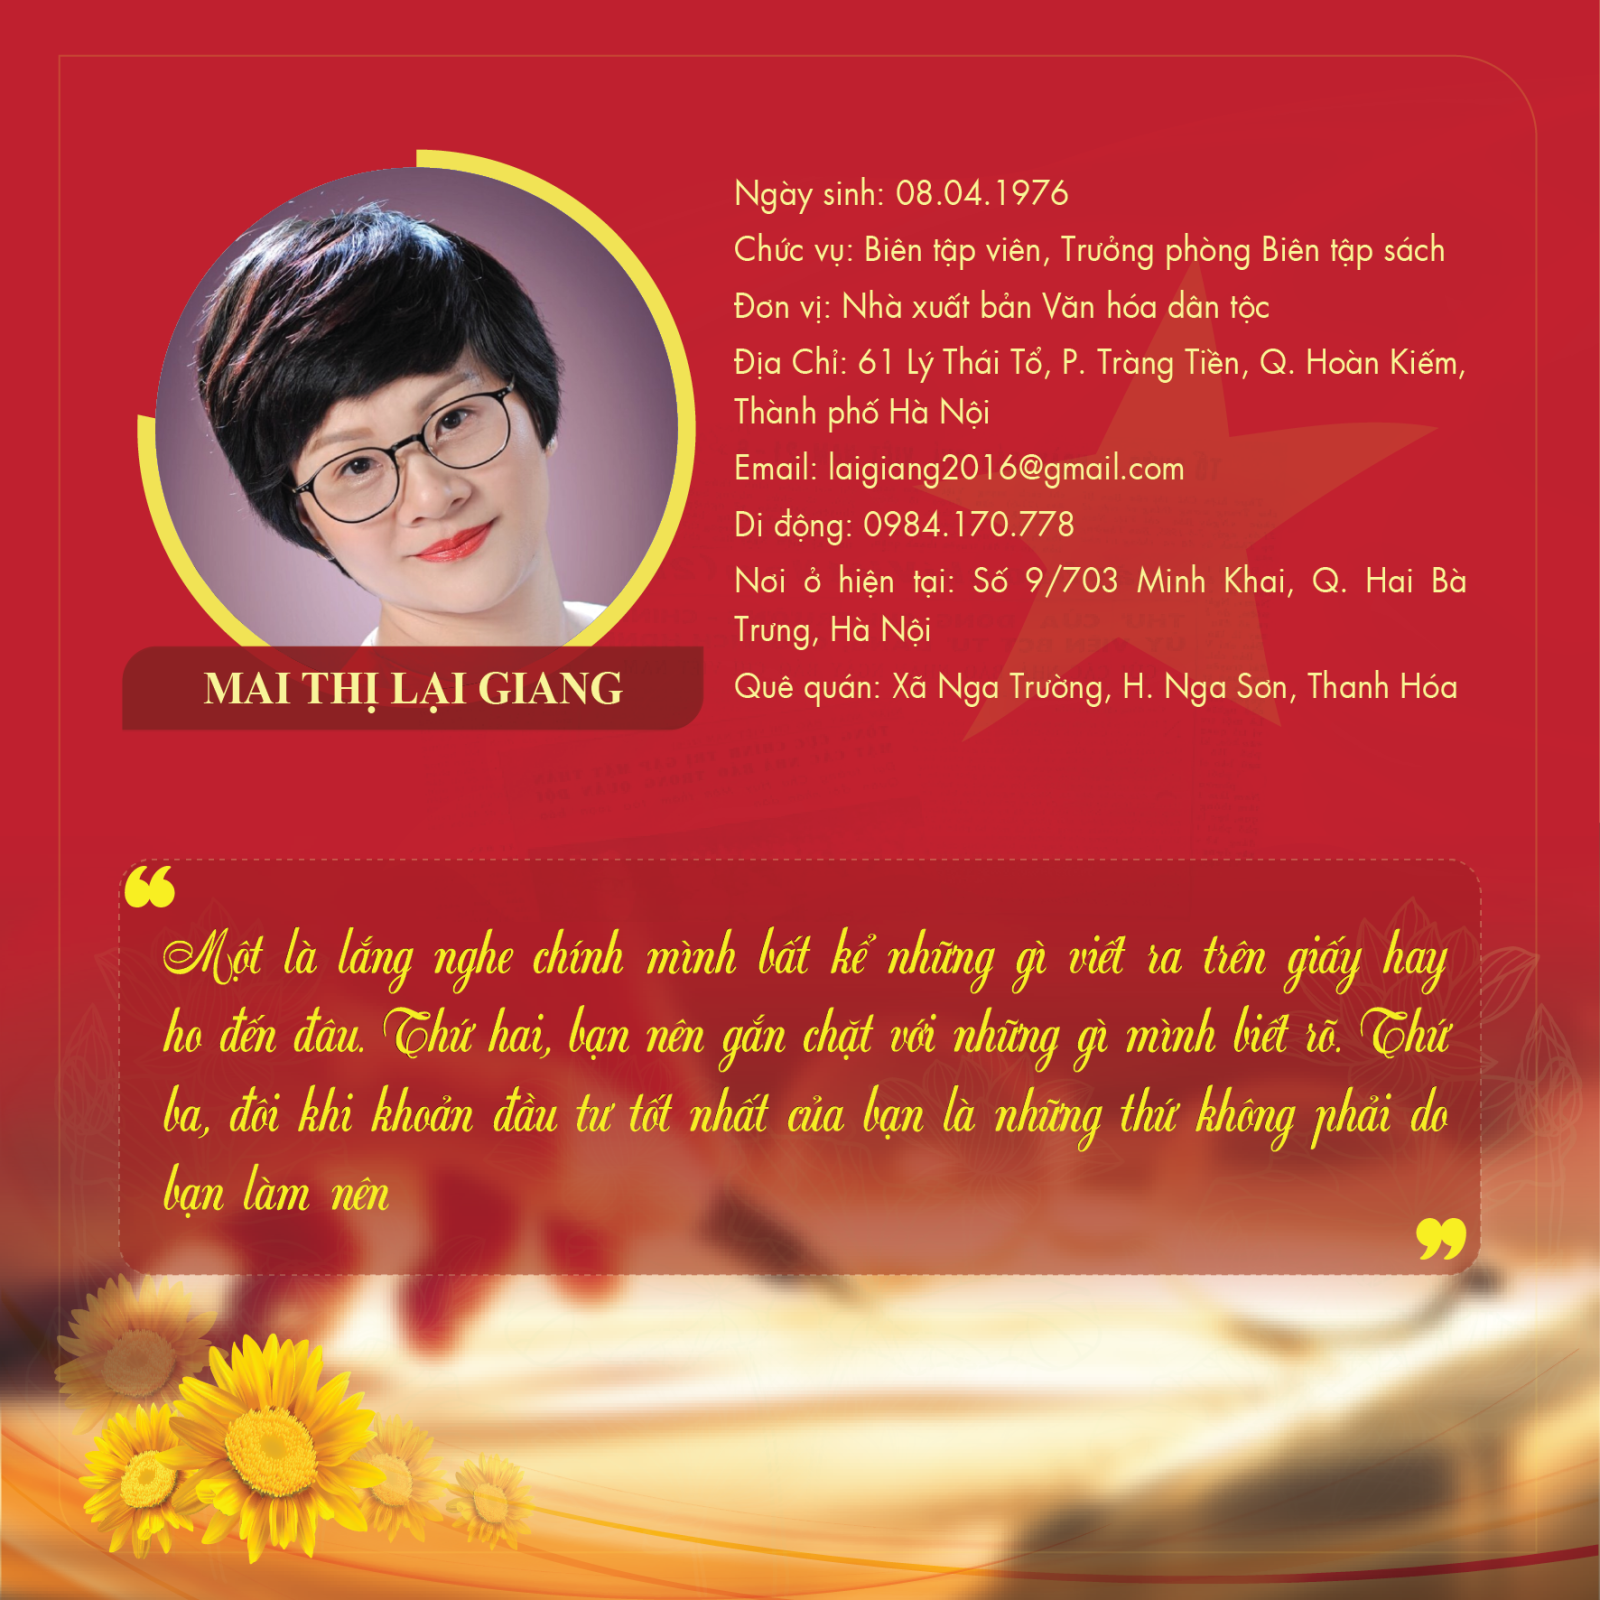 Ngày sinh: 08.04.1976
Chức vụ: Biên tập viên, Trưởng phòng Biên tập sách
Đơn vị: Nhà xuất bản Văn hóa dân tộc
Địa Chỉ: 61 Lý Thái Tổ, P. Tràng Tiền, Q. Hoàn Kiếm,
Thành phố Hà Nội
Email: laigiang2016@gmail.com
Di động: 0984.170.778
Nơi ở hiện tại: Số 9/703 Minh Khai, Q. Hai Bà
Trưng, Hà Nội
Quê quán: Xã Nga Trường, H. Nga Sơn, Thanh Hóa
MAI THỊ LẠI GIANG
“
Một là lắng nghe chính mình bất kể những gì viết ra trên giấy hay
ho đến đâu. Thứ hai, bạn nên gắn chặt với những gì mình biết rõ. Thứ
ba, đôi khi khoản đầu tư tốt nhất của bạn là những thứ không phải do
bạn làm nên
”